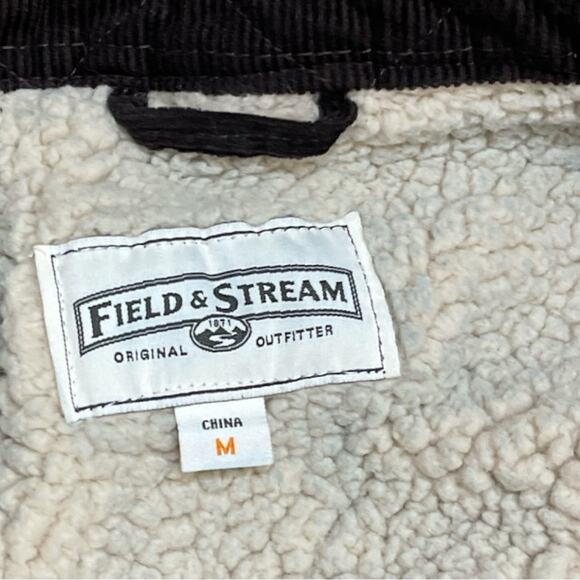 FIELD & STREAM
1871
ORIGINAL OUTFITTER
CHINA
M